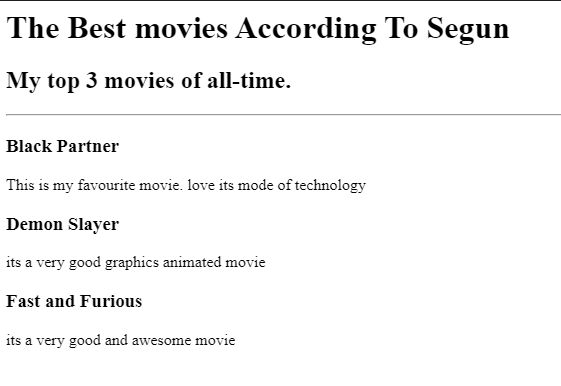 The Best movies According To Segun
My top 3 movies of all-time.
Black Partner
This is my favourite movie. love its mode of technology
Demon Slayer
its a very good graphics animated movie
Fast and Furious
its a very good and awesome movie